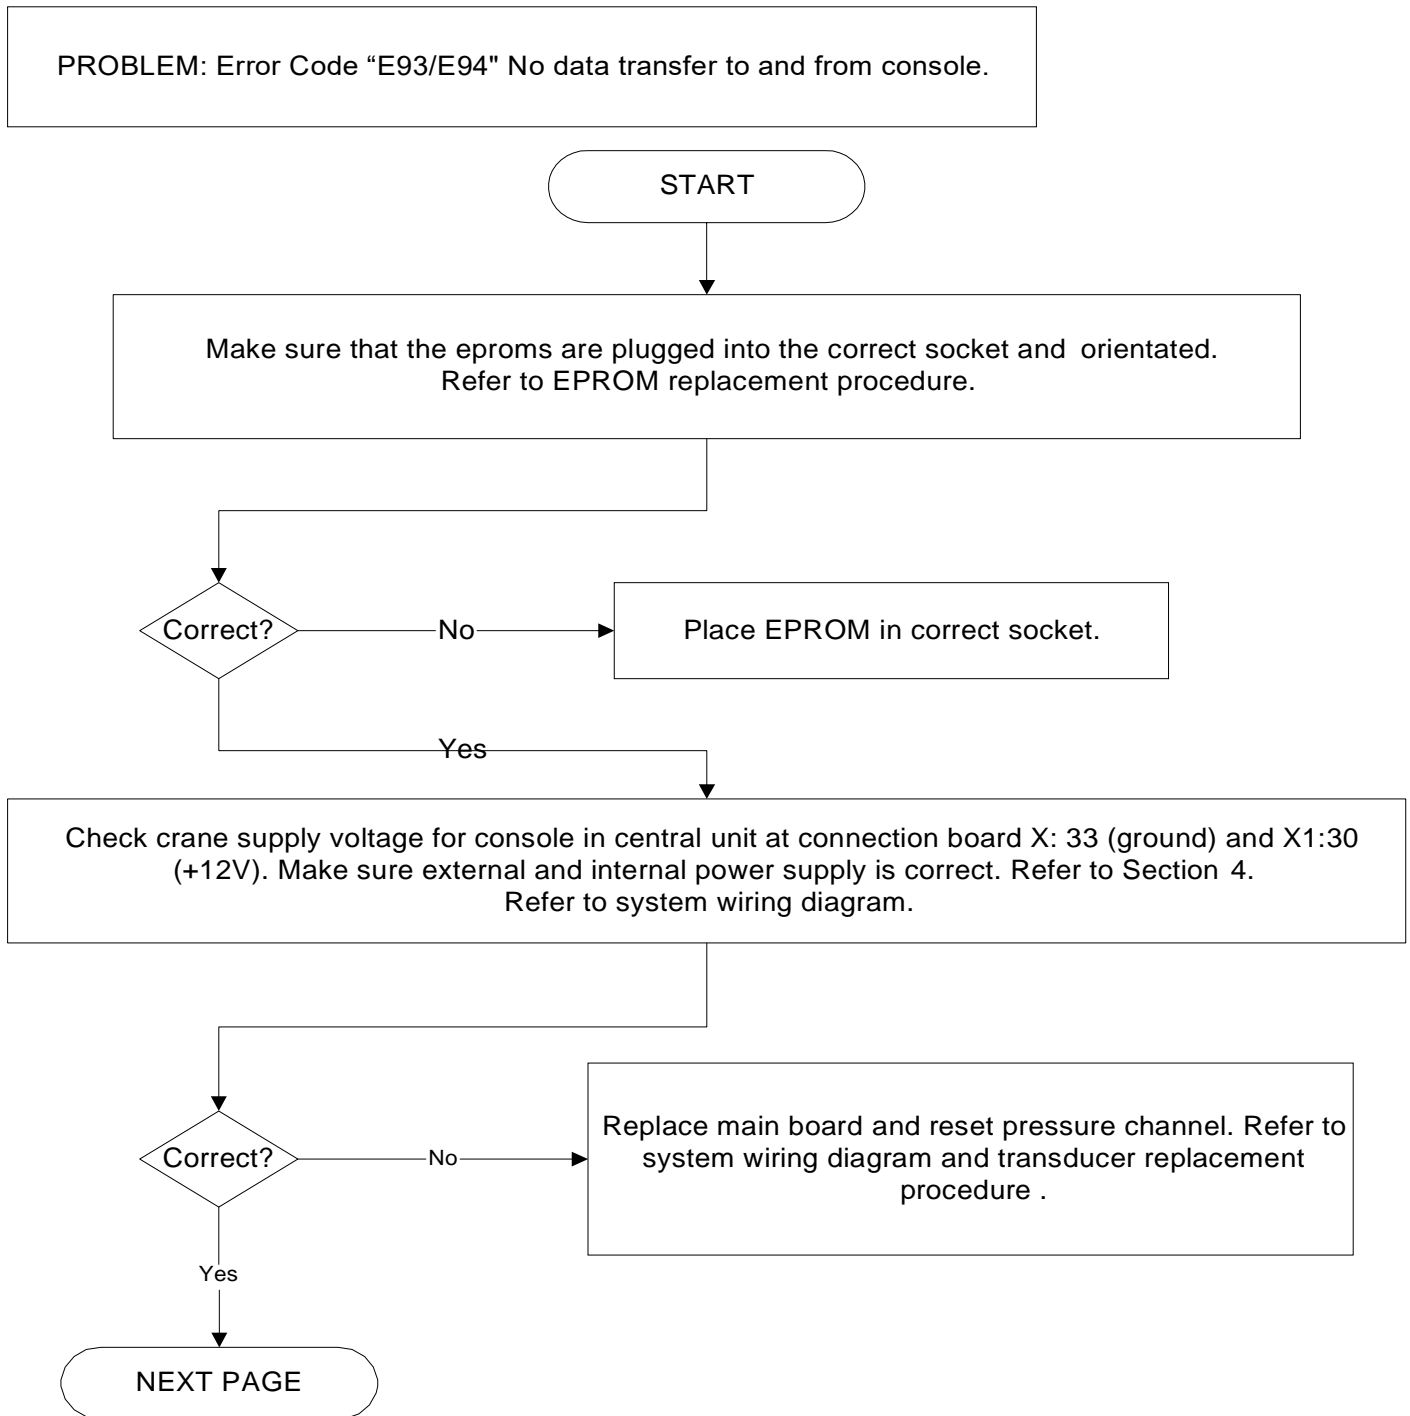 PROBLEM: Error Code “E93/E94" No data transfer to and from console.
START
Make sure that the eproms are plugged into the correct socket and orientated.
Refer to EPROM replacement procedure.
Correct?
No
Place EPROM in correct socket.
Yes
Check crane supply voltage for console in central unit at connection board X: 33 (ground) and X1:30
(+12V). Make sure external and internal power supply is correct. Refer to Section 4.
Refer to system wiring diagram.
Correct?
No
Replace main board and reset pressure channel. Refer to
system wiring diagram and transducer replacement
procedure .
Yes
NEXT PAGE